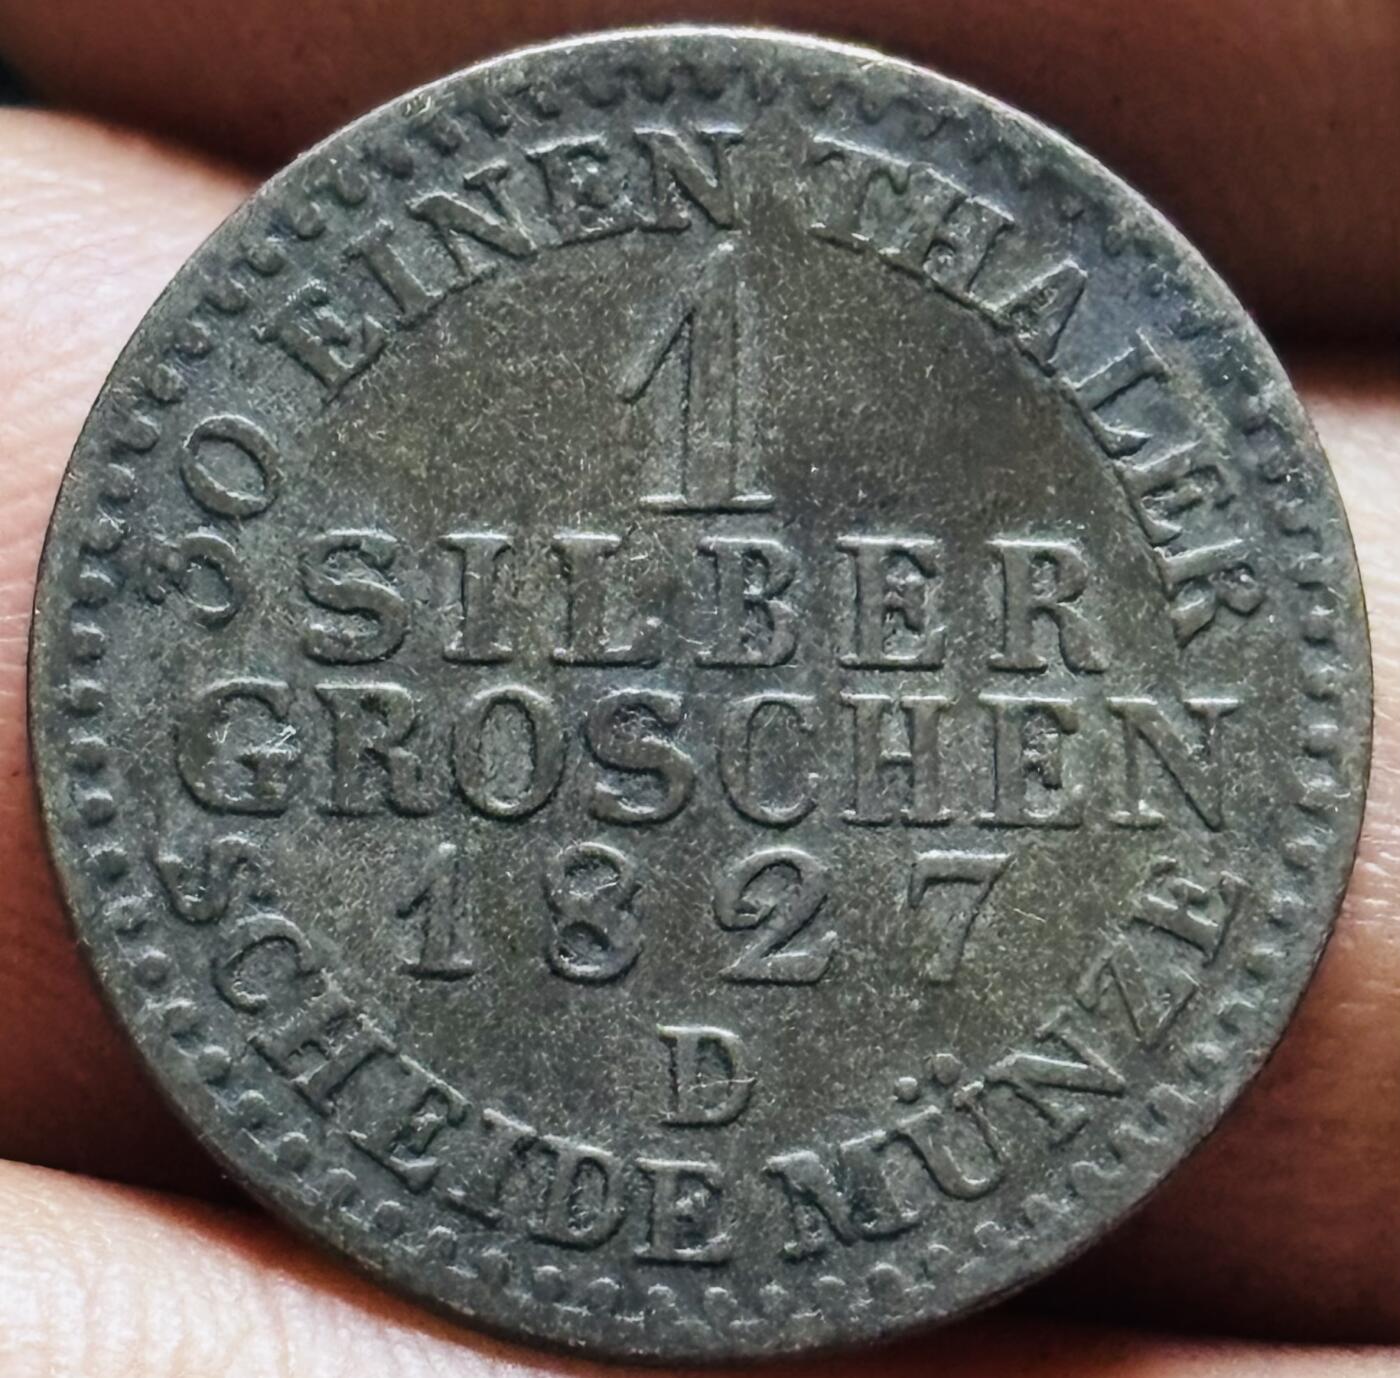 30 EINEN THALER
1
SILBER
GROSCHEN
1827
D
SCHEIDE MÜNZE